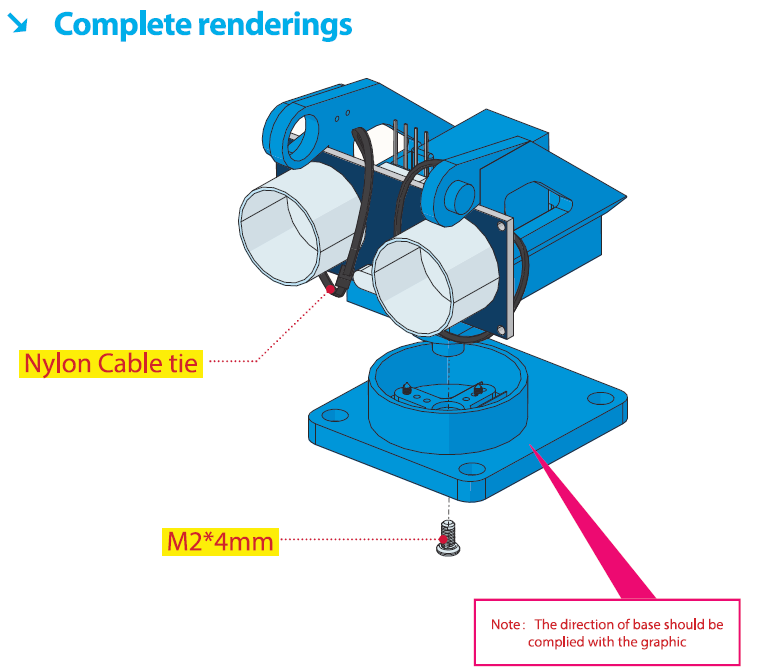 Complete renderings
Nylon Cable tie
M2*4mm
Note: The direction of base should be
complied with the graphic